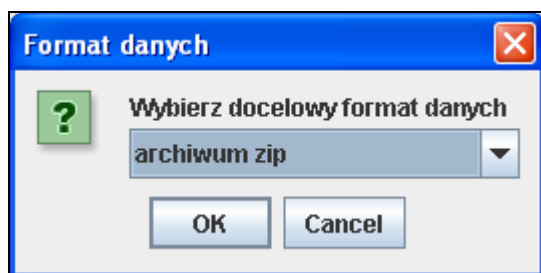 Format danych
Wybierz docelowy format danych
archiwum zip
OK Cancel